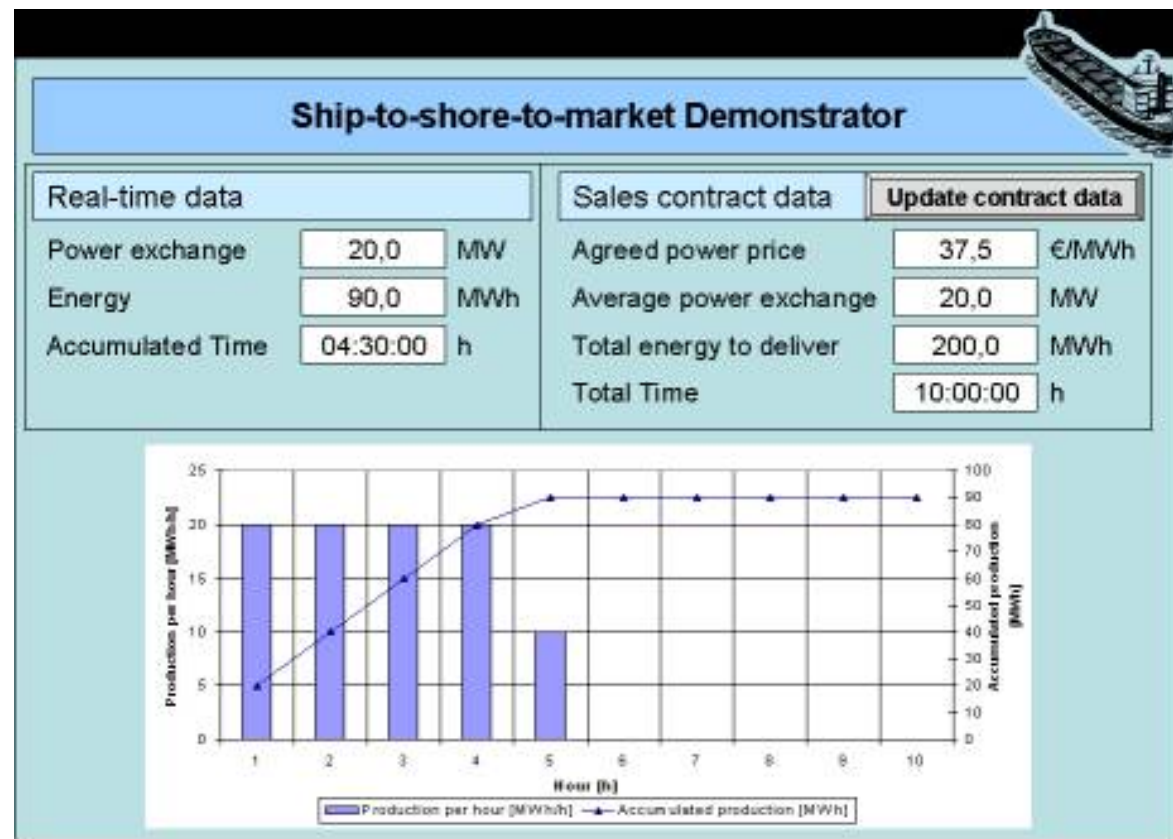 Ship-to-shore-to-market Demonstrator
Real-time data
Power exchange 20,0 MW
Energy 90,0 MWh
Accumulated Time 04:30:00 h
Sales contract data Update contract data
Agreed power price 37,5 €/MWh
Average power exchange 20,0 MW
Total energy to deliver 200,0 MWh
Total Time 10:00:00 h
Production per hour [MWh/h]
25
20
15
10
5
0
100
90
80
70
60
50
40
30
20
10
0
Accumulated production
[MWh]
1 2 3 4 5 6 7 8 9 10
Hour [h]
Production per hour [MWh/h] Accumulated production [MWh]